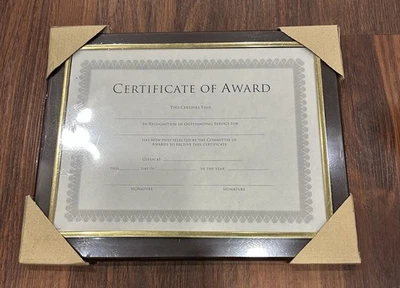 CERTIFICATE OF AWARD
THIS CERTIFIES THAT
IN RECOGNITION OF OUTSTANDING SERVICE FOR
HAS BEEN DULY SELECTED BY THE COMMITTEE OF
AWARDS TO RECEIVE THIS CERTIFICATE
GIVEN AT
THIS DAY OF IN THE YEAR
SIGNATURE SIGNATURE